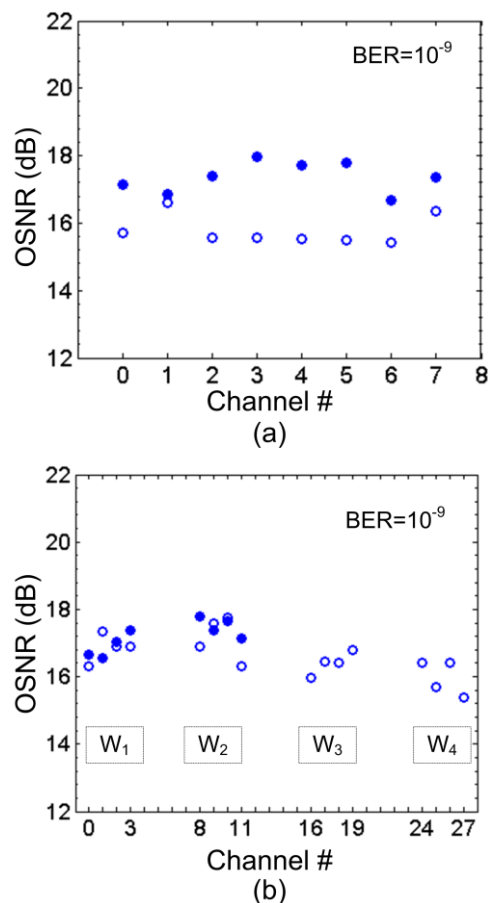 22
20
18
16
14
12
OSNR (dB)
BER=10⁻⁹
0 1 2 3 4 5 6 7 8
Channel #
(a)
22
20
18
16
14
12
OSNR (dB)
BER=10⁻⁹
W₁ W₂ W₃ W₄
0 3 8 11 16 19 24 27
Channel #
(b)